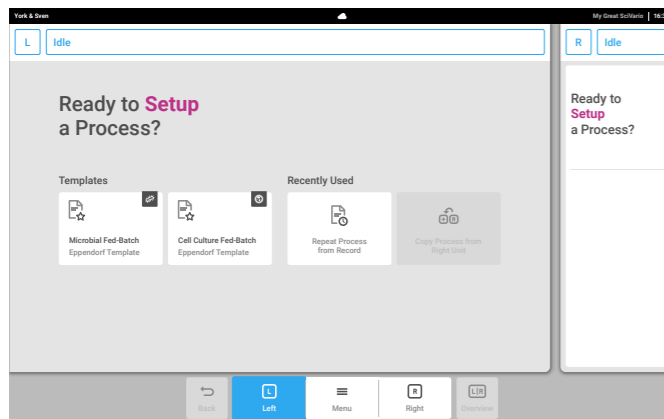 York & Sven
My Great SciVario
16:3
L
Idle
R
Idle
Ready to Setup
a Process?
Templates
Microbial Fed-Batch
Eppendorf Template
Cell Culture Fed-Batch
Eppendorf Template
Recently Used
Repeat Process
from Record
Copy Process from
Right Unit
Ready to
Setup
a Process?
Back
L
Left
Menu
R
Right
L|R
Overview